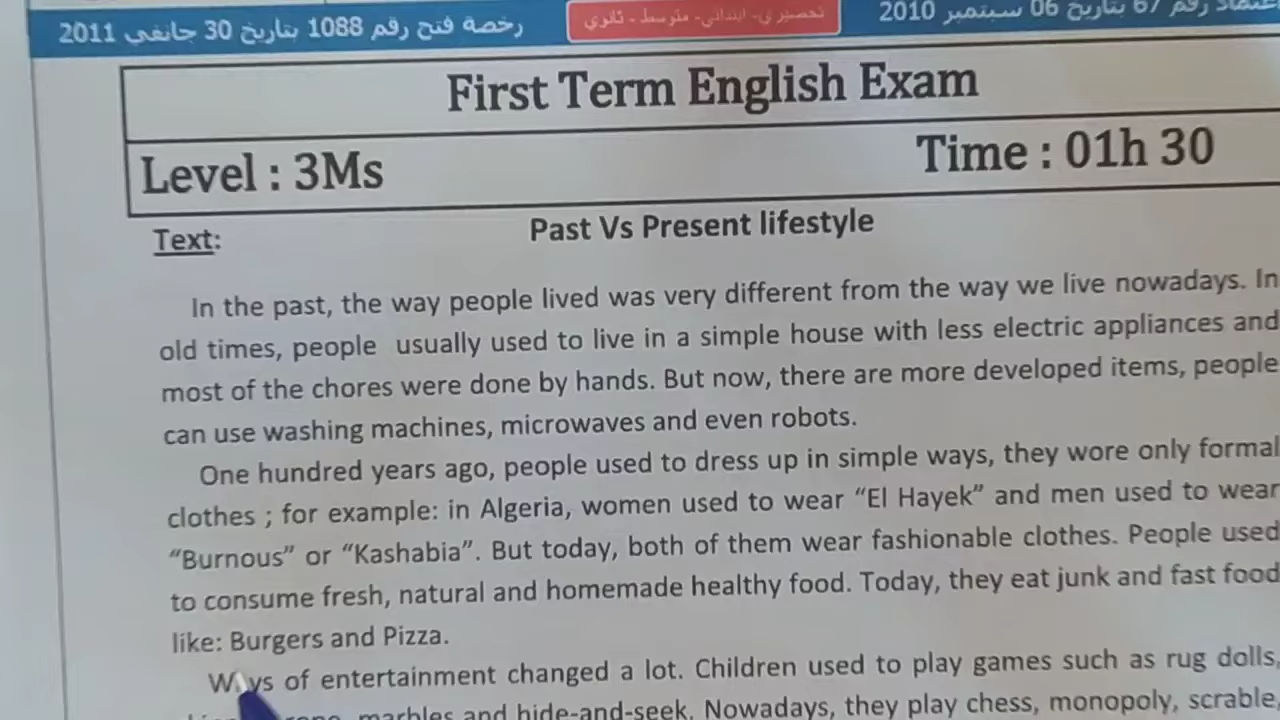 اعتماد رقم 67 بتاريخ 06 سبتمبر 2010
تحضيري- ابتدائي- متوسط - ثانوي
رخصة فتح رقم 1088 بتاريخ 30 جانفي 2011
First Term English Exam
Level : 3Ms
Time : 01h 30
Text:
Past Vs Present lifestyle
In the past, the way people lived was very different from the way we live nowadays. In
old times, people usually used to live in a simple house with less electric appliances and
most of the chores were done by hands. But now, there are more developed items, people
can use washing machines, microwaves and even robots.
One hundred years ago, people used to dress up in simple ways, they wore only formal
clothes ; for example: in Algeria, women used to wear “El Hayek” and men used to wear
“Burnous” or “Kashabia”. But today, both of them wear fashionable clothes. People used
to consume fresh, natural and homemade healthy food. Today, they eat junk and fast food
like: Burgers and Pizza.
Ways of entertainment changed a lot. Children used to play games such as rug dolls,
marbles and hide-and-seek. Nowadays, they play chess, monopoly, scrable,